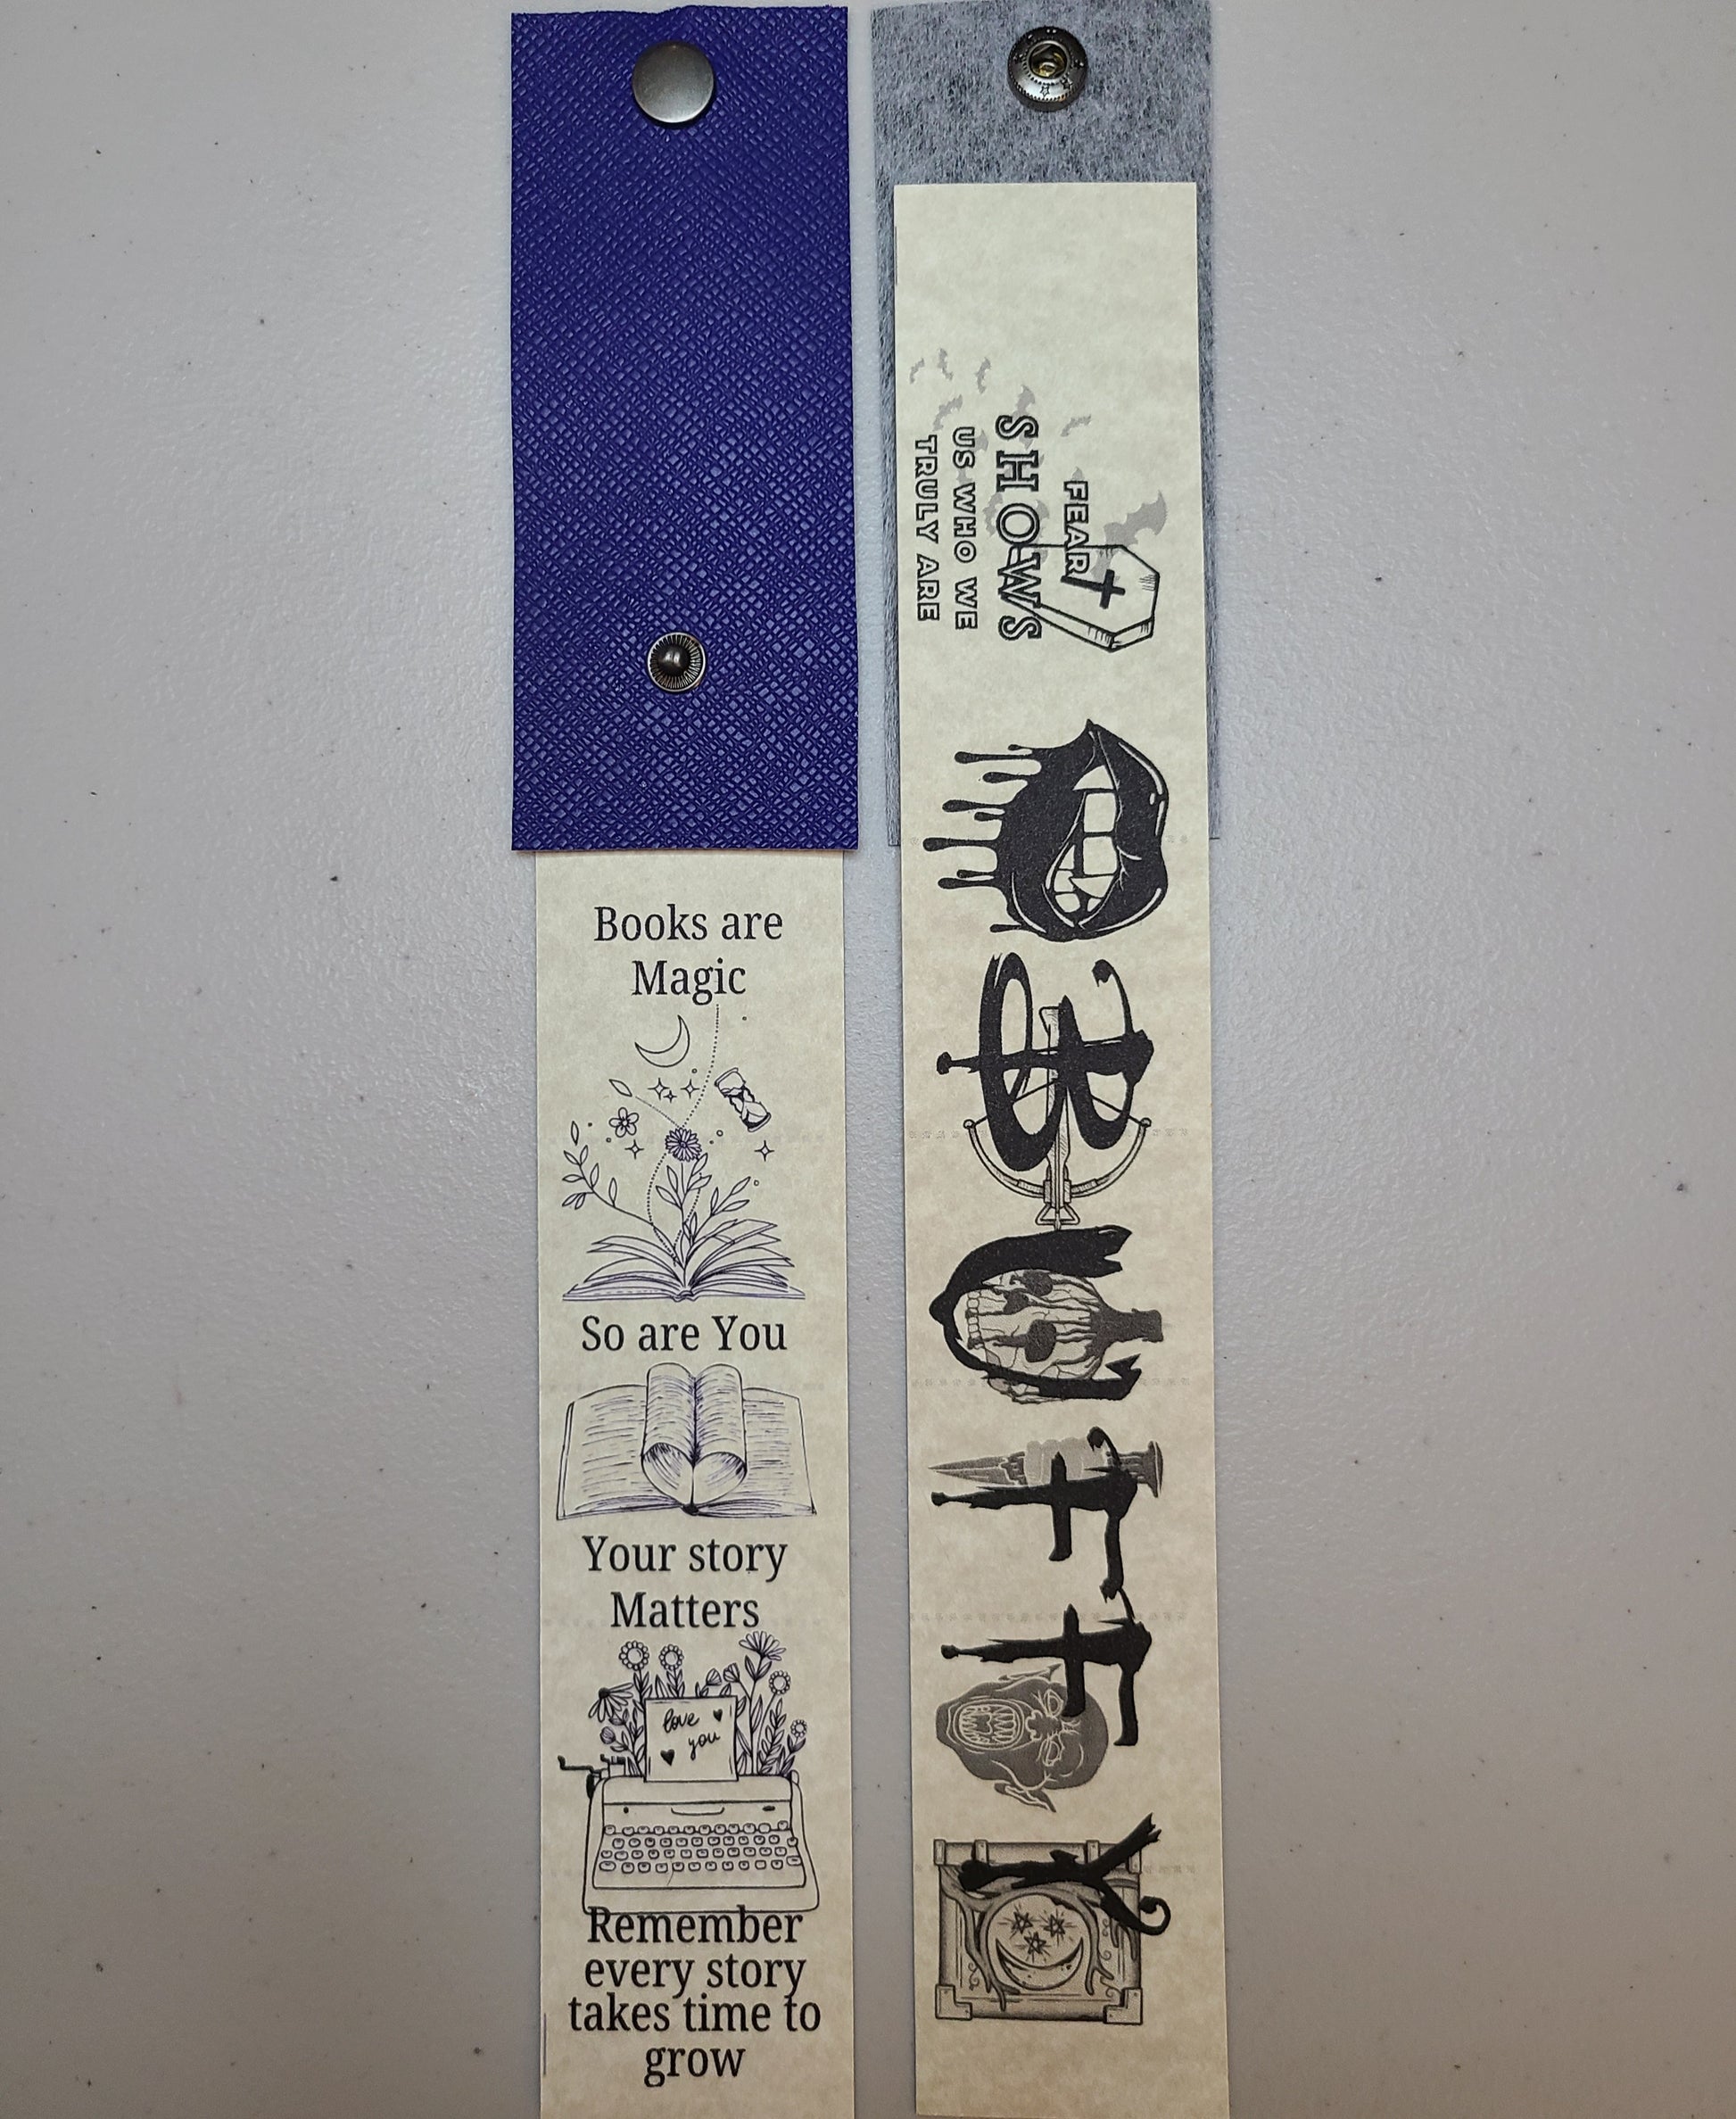 Books are
Magic
So are You
Your story
Matters
love
you
Remember
every story
takes time to
grow
FEAR
SHOWS
US WHO WE
TRULY ARE
BUFFY